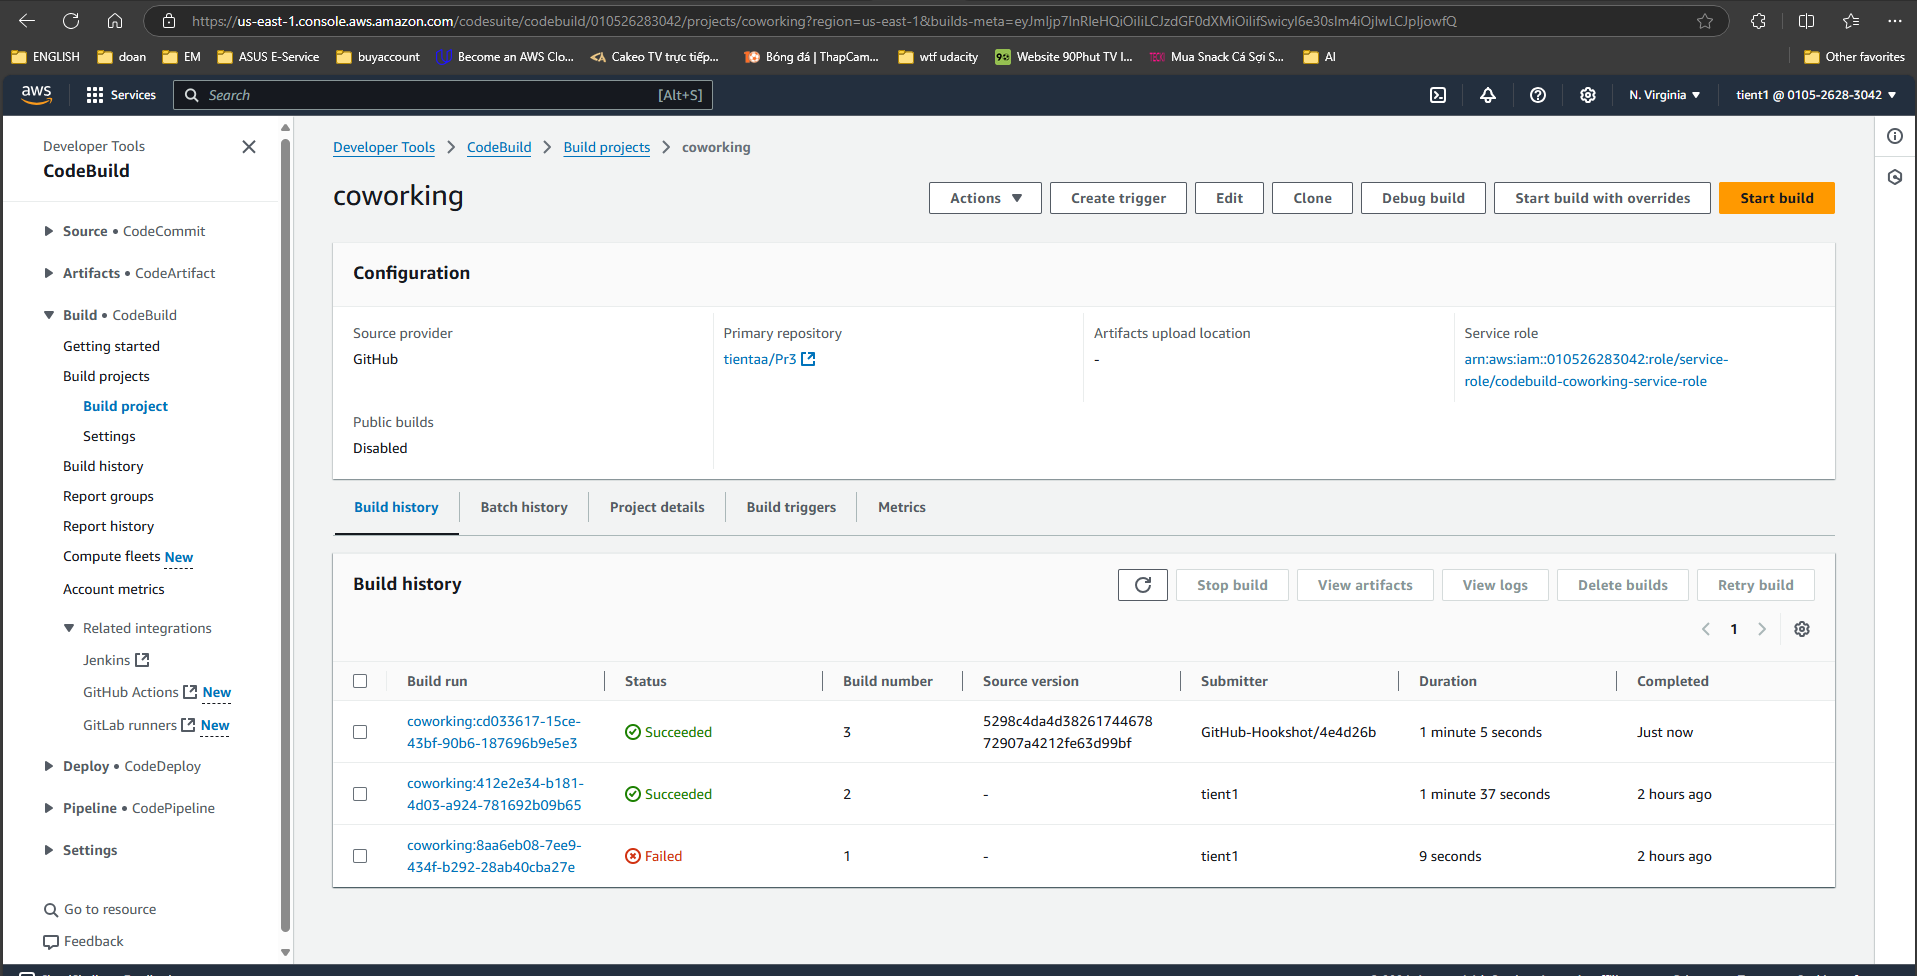 https://us-east-1.console.aws.amazon.com/codesuite/codebuild/010526283042/projects/coworking?region=us-east-1&builds-meta=
ENGLISH doan EM ASUS E-Service buyaccount Become an AWS Clo... Cakeo TV trực tiếp... Bóng đá | ThapCam... wtf udacity Website 90Phut TV I... Mua Snack Cá Sợi S... AI Other favorites
aws Services Search [Alt+S] N. Virginia tient1 @ 0105-2628-3042
Developer Tools
CodeBuild
Source • CodeCommit
Artifacts • CodeArtifact
Build • CodeBuild
Getting started
Build projects
Build project
Settings
Build history
Report groups
Report history
Compute fleets New
Account metrics
Related integrations
Jenkins
GitHub Actions New
GitLab runners New
Deploy • CodeDeploy
Pipeline • CodePipeline
Settings
Go to resource
Feedback
Developer Tools > CodeBuild > Build projects > coworking
coworking
Actions Create trigger Edit Clone Debug build Start build with overrides Start build
Configuration
Source provider
GitHub
Primary repository
tientaa/Pr3
Artifacts upload location
-
Service role
arn:aws:iam::010526283042:role/service-
role/codebuild-coworking-service-role
Public builds
Disabled
Build history Batch history Project details Build triggers Metrics
Build history
Stop build View artifacts View logs Delete builds Retry build
1
Build run Status Build number Source version Submitter Duration Completed
coworking:cd033617-15ce-
43bf-90b6-187696b9e5e3
Succeeded
3
5298c4da4d38261744678
72907a4212fe63d99bf
GitHub-Hookshot/4e4d26b
1 minute 5 seconds
Just now
coworking:412e2e34-b181-
4d03-a924-781692b09b65
Succeeded
2
-
tient1
1 minute 37 seconds
2 hours ago
coworking:8aa6eb08-7ee9-
434f-b292-28ab40cba27e
Failed
1
-
tient1
9 seconds
2 hours ago